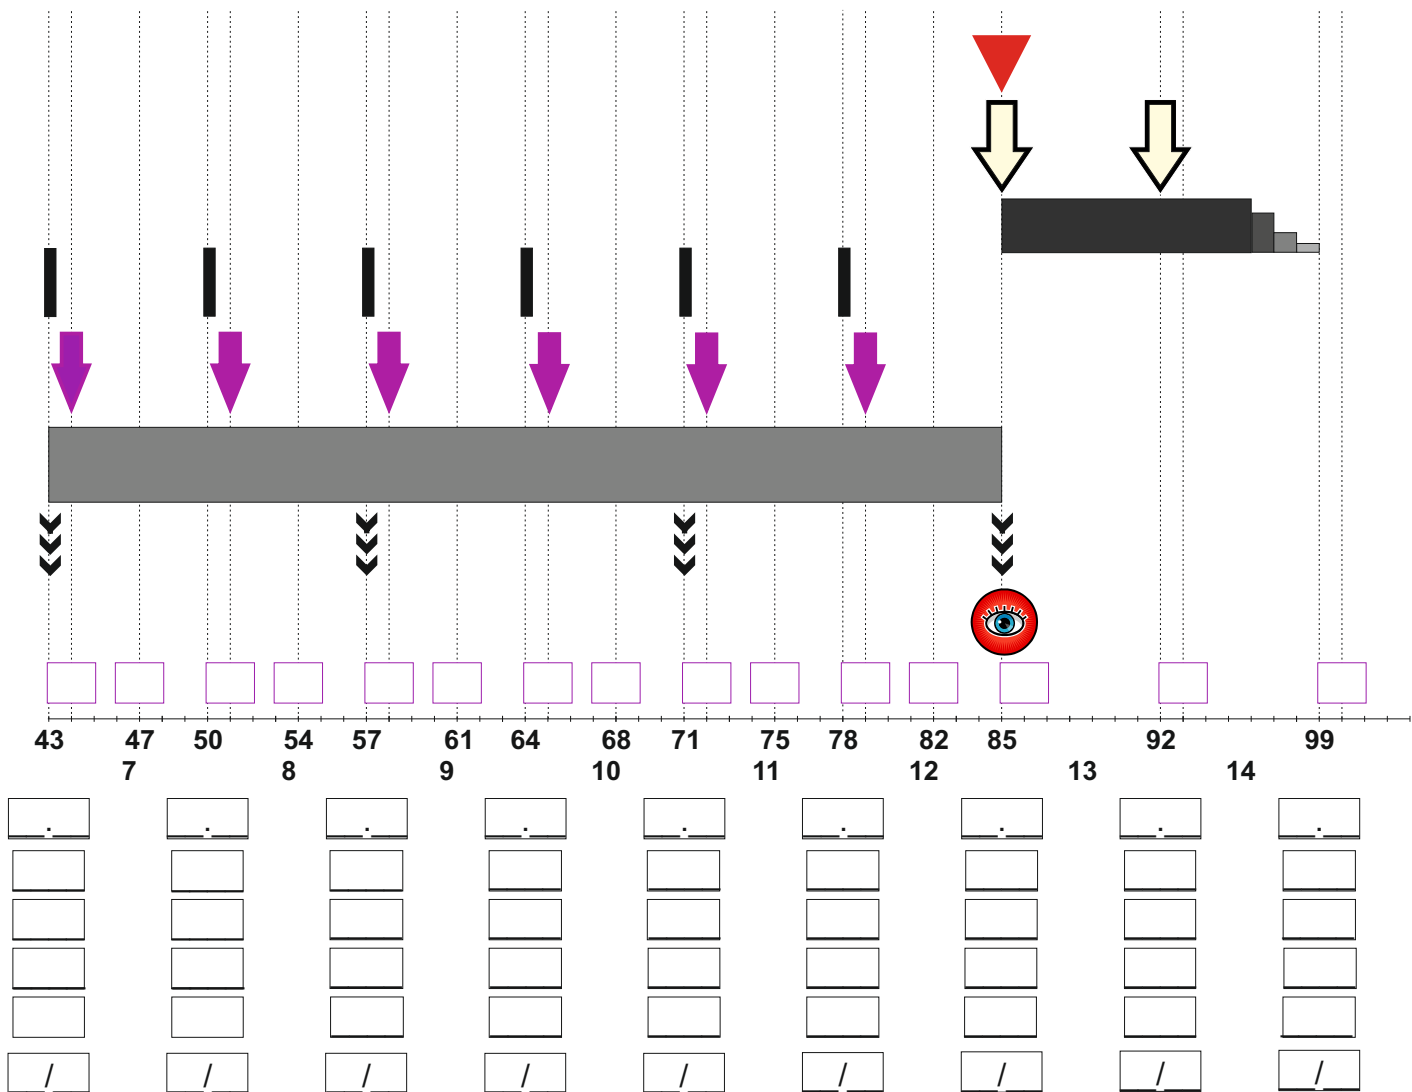 43 47 50 54 57 61 64 68 71 75 78 82 85 92 99
7 8 9 10 11 12 13 14
. . . . . . . . .
/ / / / / / / / /